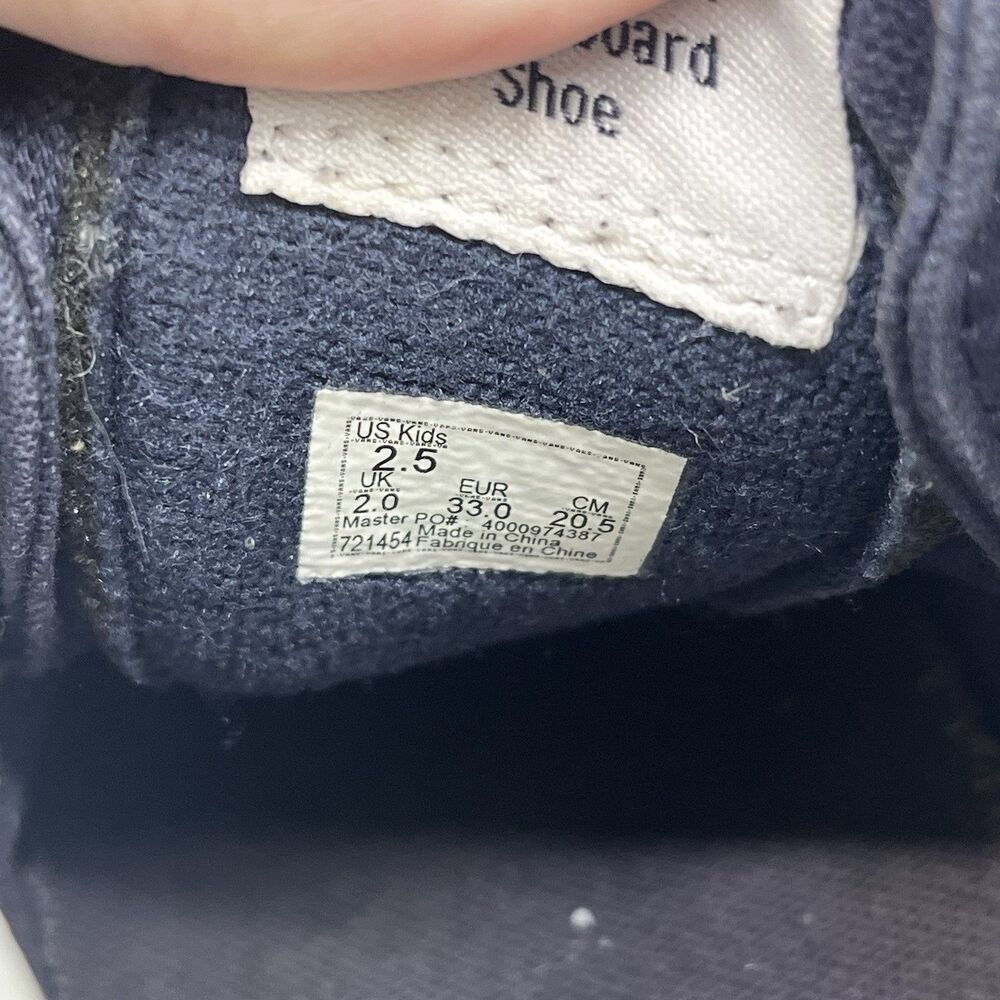 Shoe
US Kids
2.5
UK EUR CM
2.0 33.0 20.5
Master PO# : 4000974387
721454 Made in China
Fabrique en Chine